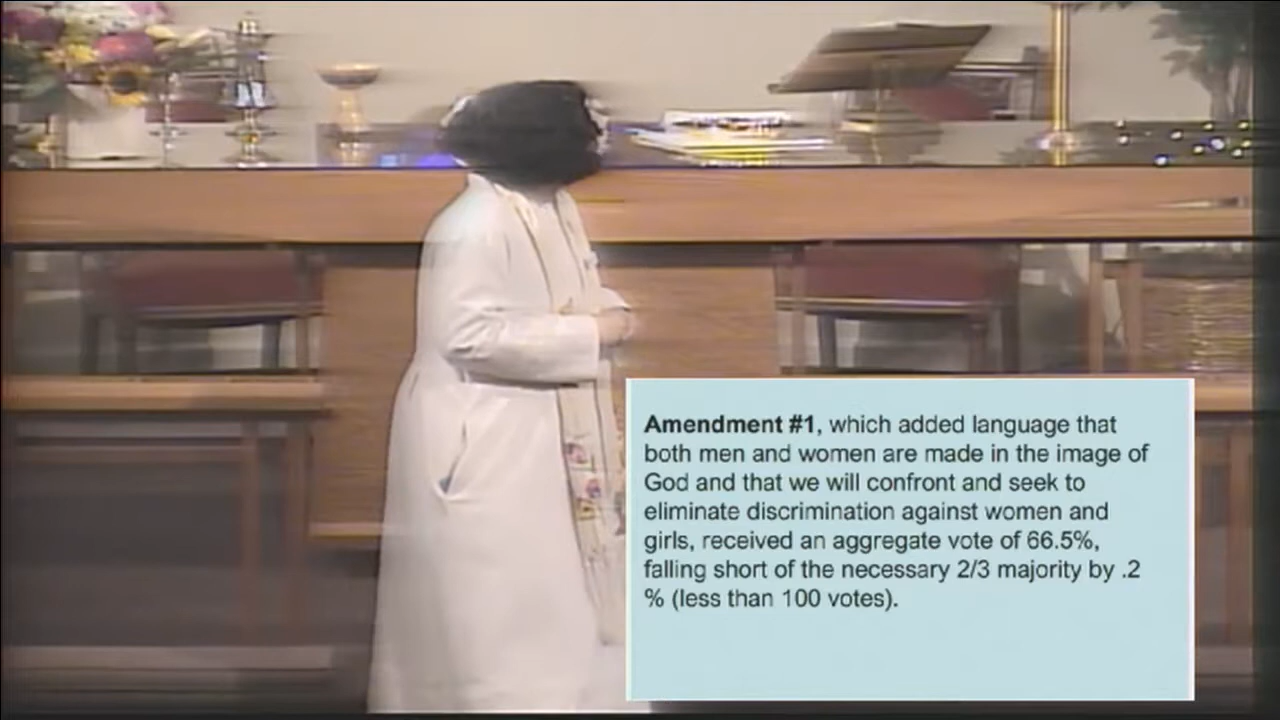 Amendment #1, which added language that
both men and women are made in the image of
God and that we will confront and seek to
eliminate discrimination against women and
girls, received an aggregate vote of 66.5%,
falling short of the necessary 2/3 majority by .2
% (less than 100 votes).